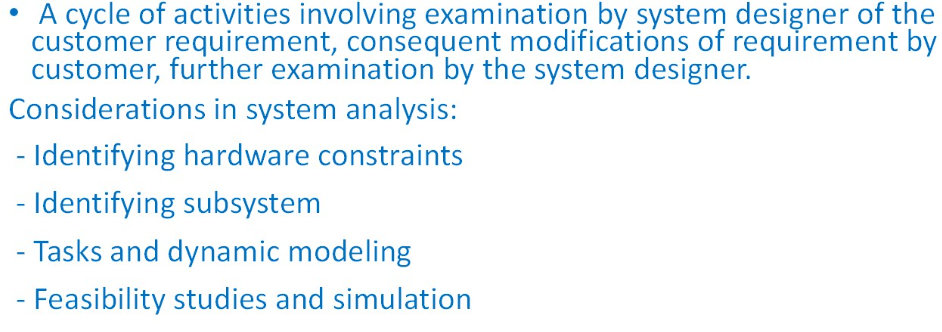 • A cycle of activities involving examination by system designer of the
customer requirement, consequent modifications of requirement by
customer, further examination by the system designer.
Considerations in system analysis:
- Identifying hardware constraints
- Identifying subsystem
- Tasks and dynamic modeling
- Feasibility studies and simulation